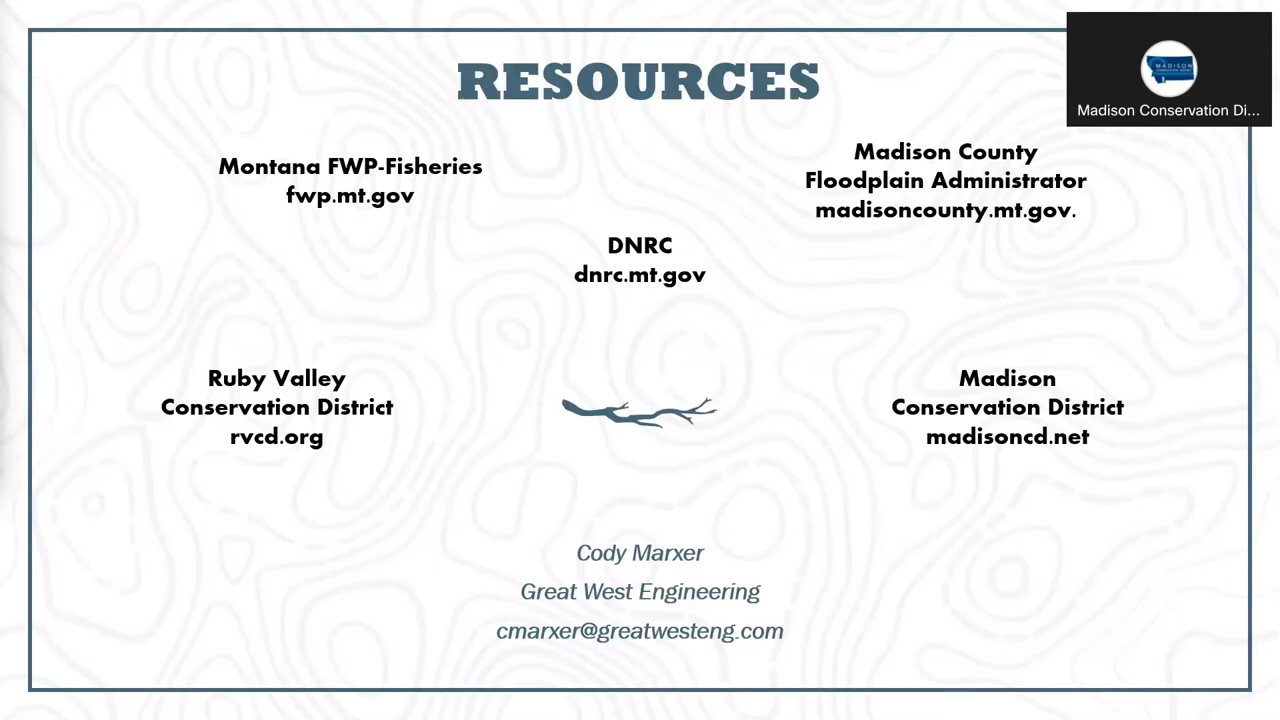 RESOURCES
MADISON
Madison Conservation Di...
Montana FWP-Fisheries
fwp.mt.gov
Madison County
Floodplain Administrator
madisoncounty.mt.gov.
DNRC
dnrc.mt.gov
Ruby Valley
Conservation District
rvcd.org
Madison
Conservation District
madisoncd.net
Cody Marxer
Great West Engineering
cmarxer@greatwesteng.com